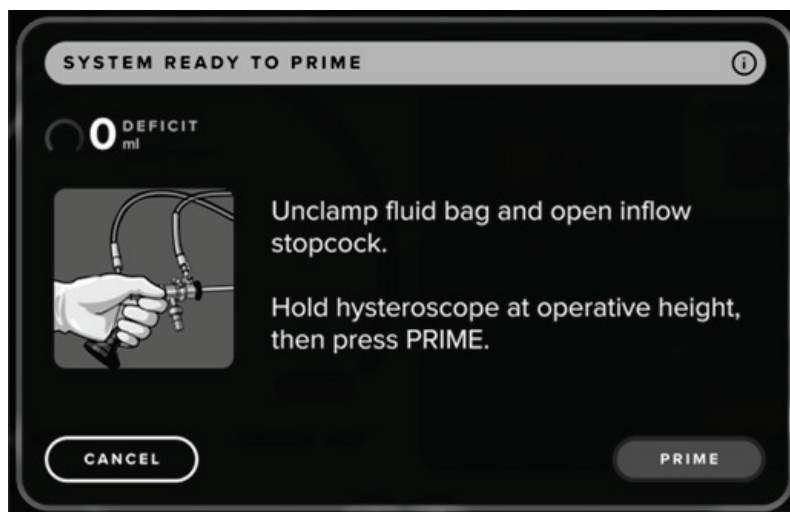 SYSTEM READY TO PRIME
0 DEFICIT
ml
Unclamp fluid bag and open inflow
stopcock.
Hold hysteroscope at operative height,
then press PRIME.
CANCEL
PRIME